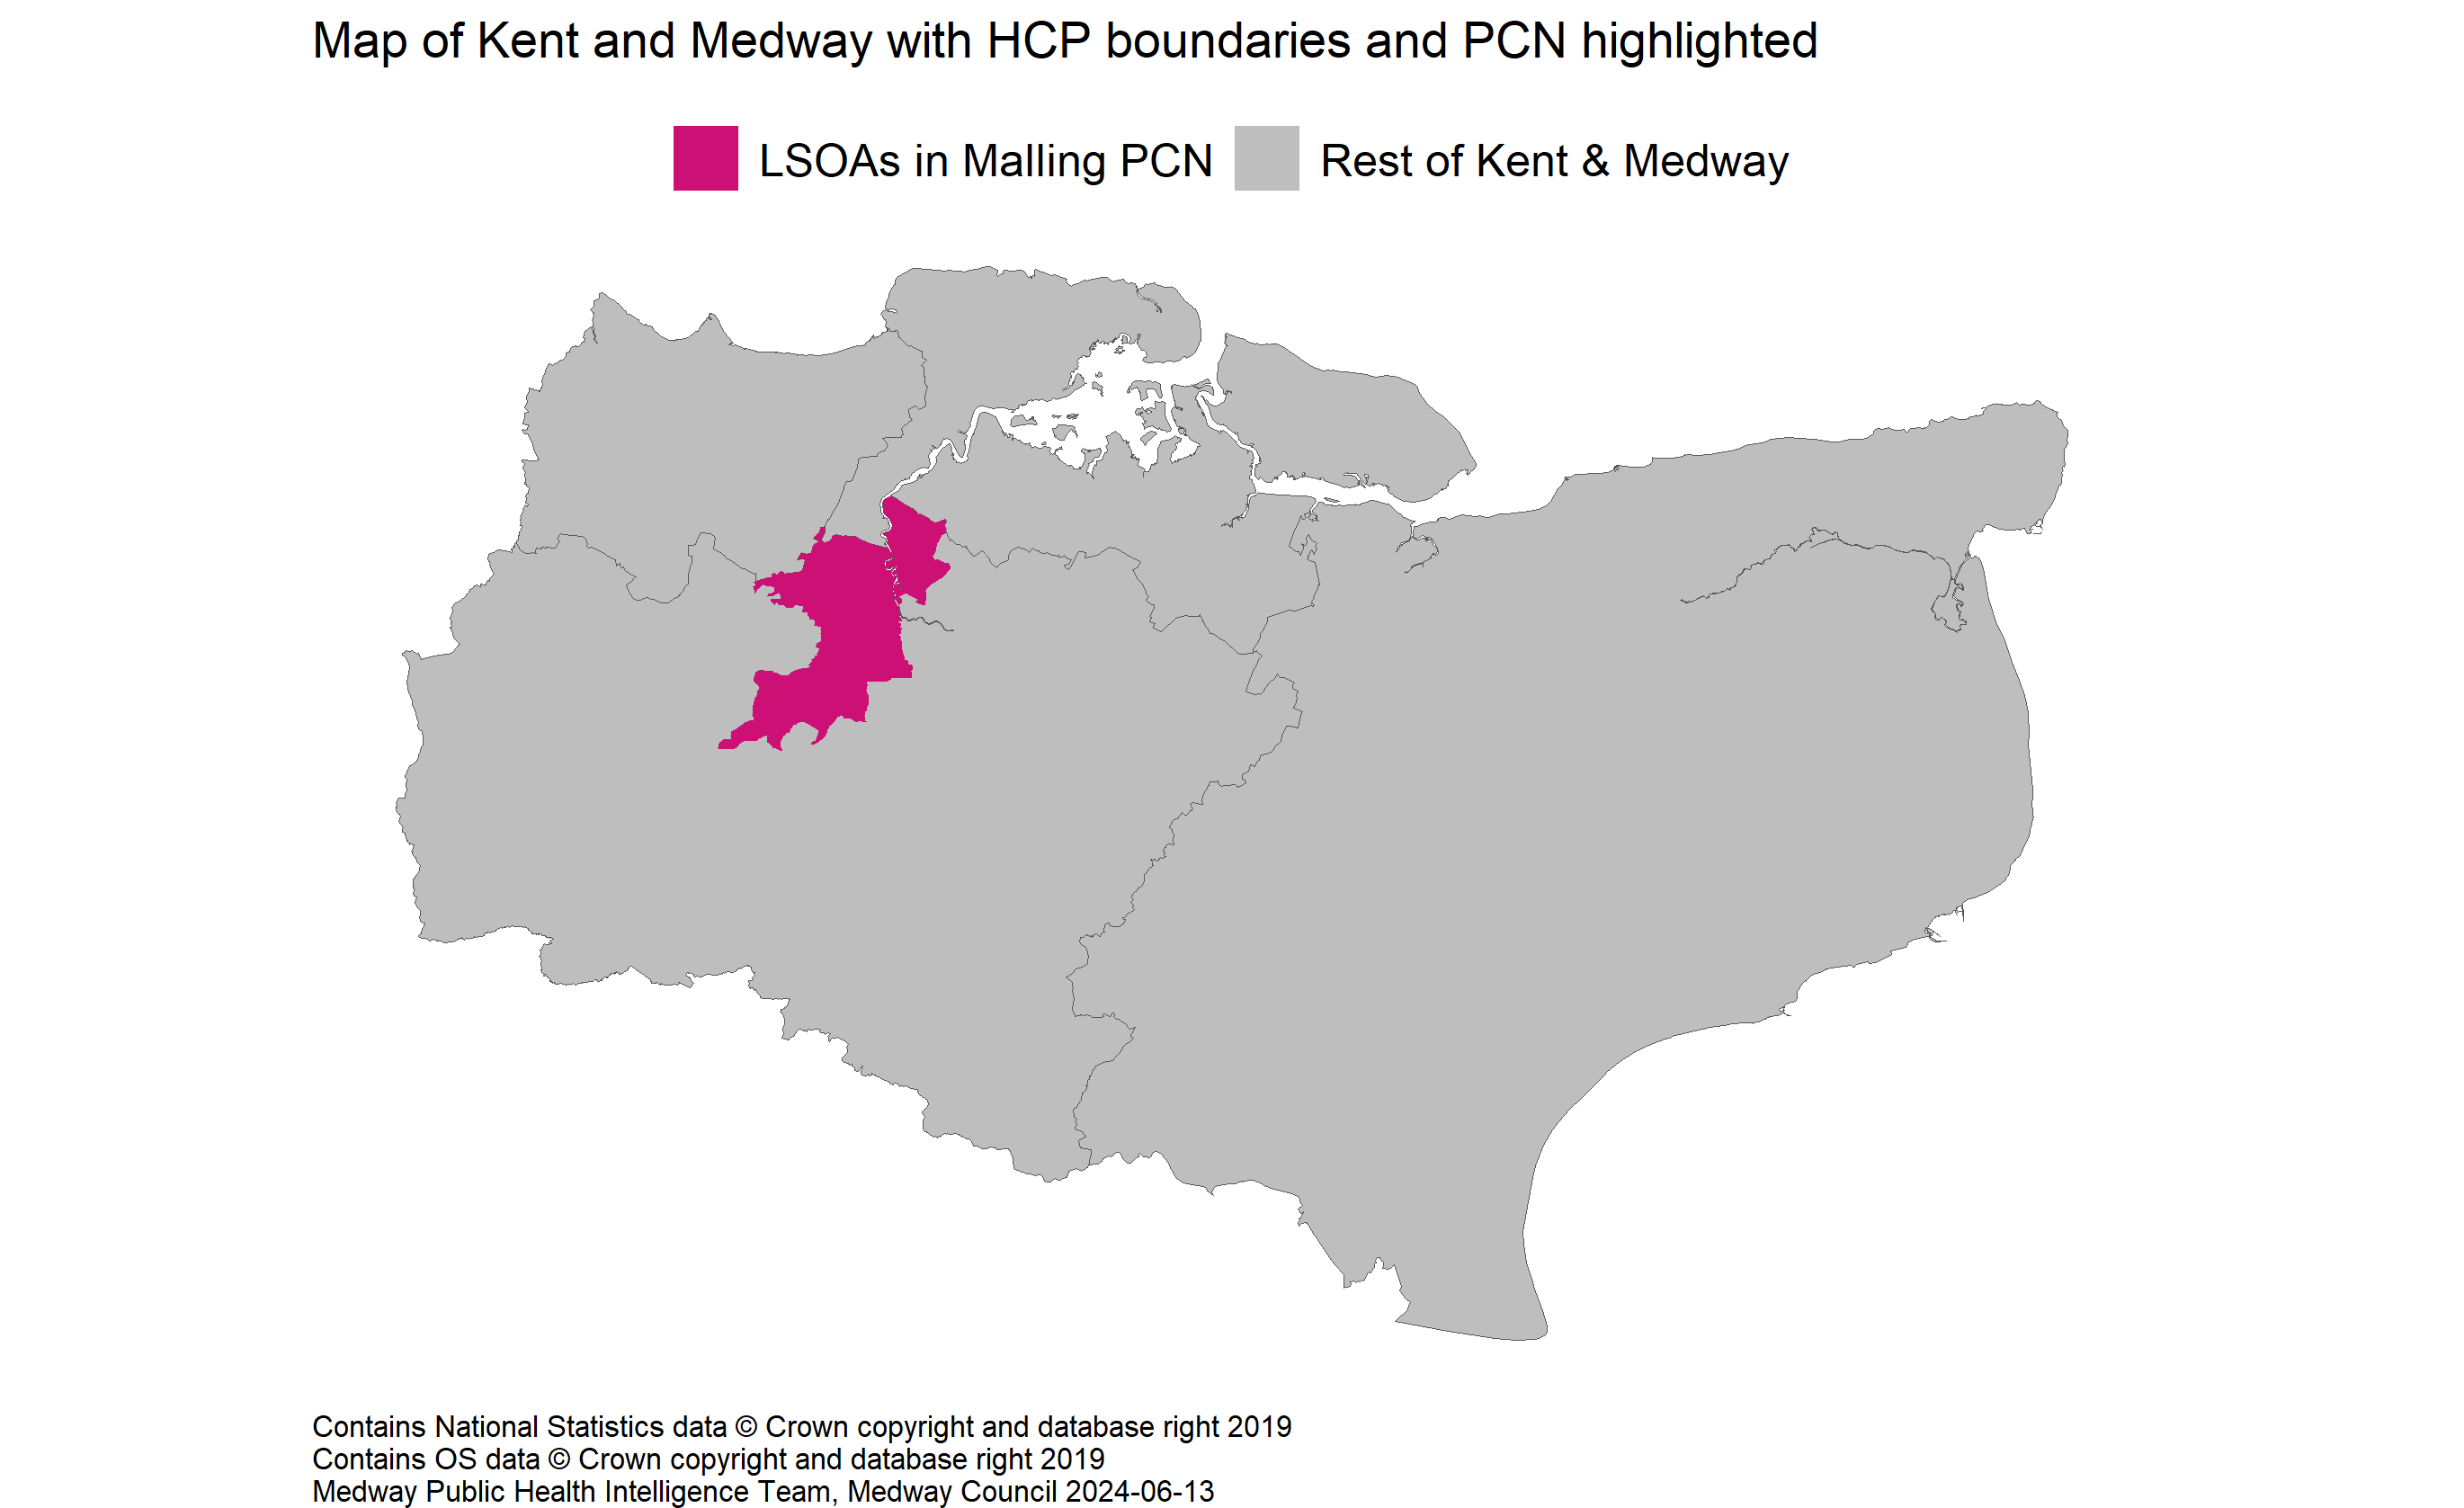 Map of Kent and Medway with HCP boundaries and PCN highlighted
LSOAs in Malling PCN Rest of Kent & Medway
Contains National Statistics data © Crown copyright and database right 2019
Contains OS data © Crown copyright and database right 2019
Medway Public Health Intelligence Team, Medway Council 2024-06-13